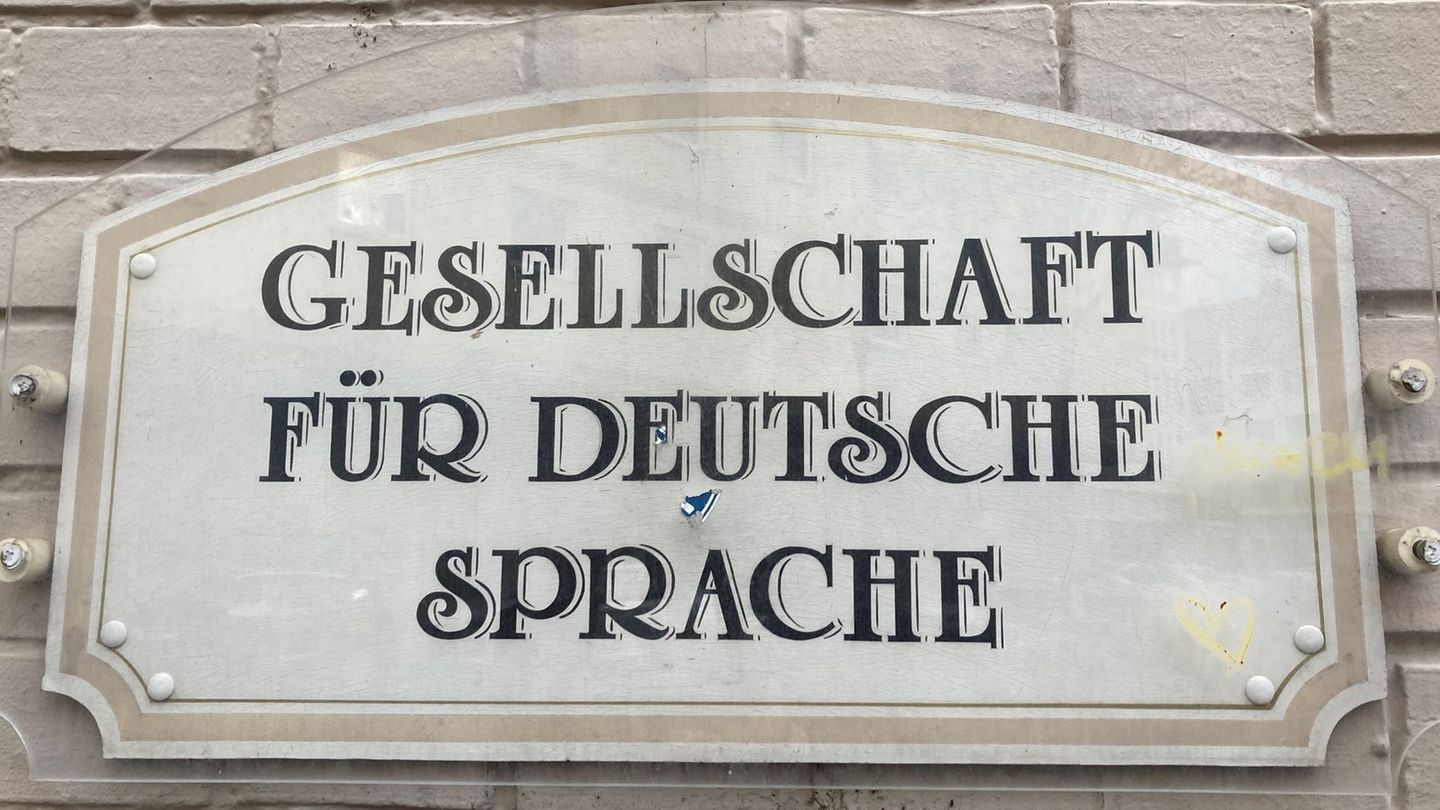 GESELLSCHAFT
FÜR DEUTSCHE
SPRACHE